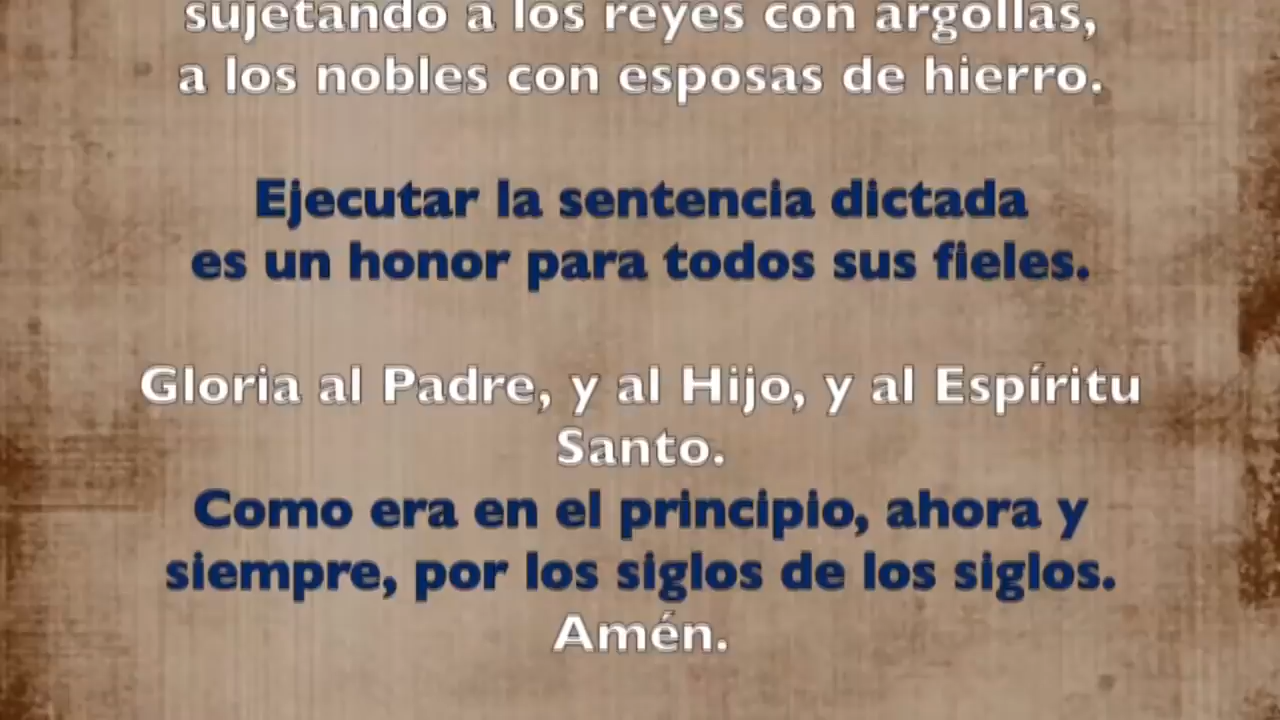 sujetando a los reyes con argollas,
a los nobles con esposas de hierro.
Ejecutar la sentencia dictada
es un honor para todos sus fieles.
Gloria al Padre, y al Hijo, y al Espíritu
Santo.
Como era en el principio, ahora y
siempre, por los siglos de los siglos.
Amén.